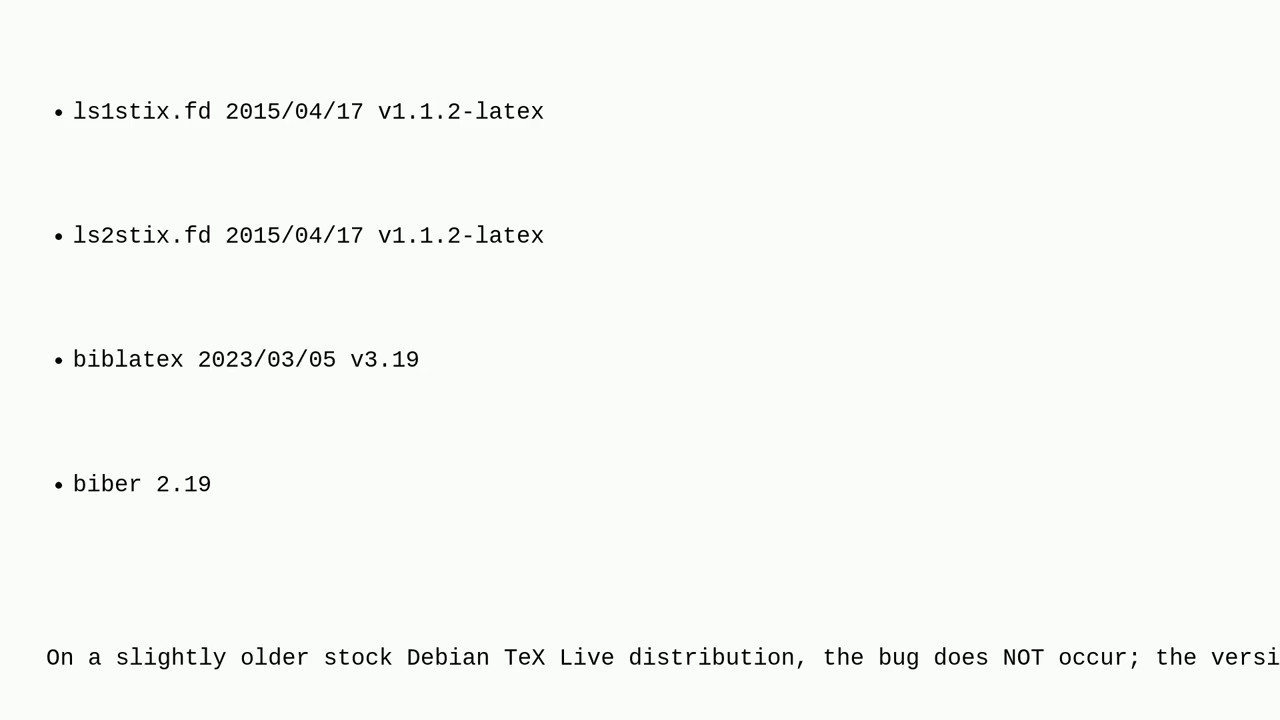 • ls1stix.fd 2015/04/17 v1.1.2-latex
• ls2stix.fd 2015/04/17 v1.1.2-latex
• biblatex 2023/03/05 v3.19
• biber 2.19
On a slightly older stock Debian TeX Live distribution, the bug does NOT occur; the versi